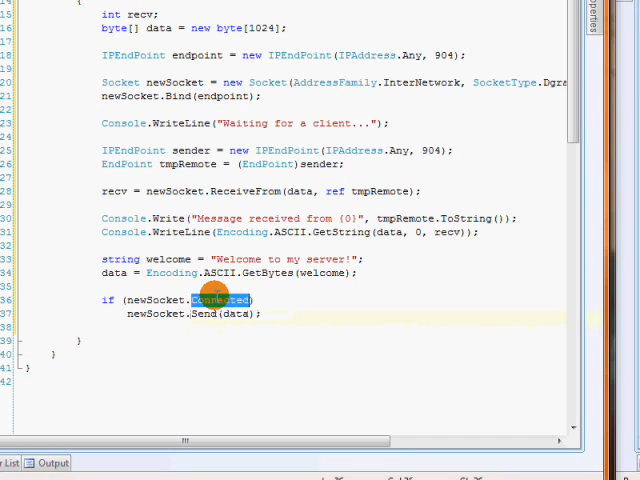 14 {
15 int recv;
16 byte[] data = new byte[1024];
17
18 IPEndPoint endpoint = new IPEndPoint(IPAddress.Any, 904);
19
20 Socket newSocket = new Socket(AddressFamily.InterNetwork, SocketType.Dgra
21 newSocket.Bind(endpoint);
22
23 Console.WriteLine("Waiting for a client...");
24
25 IPEndPoint sender = new IPEndPoint(IPAddress.Any, 904);
26 EndPoint tmpRemote = (EndPoint)sender;
27
28 recv = newSocket.ReceiveFrom(data, ref tmpRemote);
29
30 Console.Write("Message received from {0}", tmpRemote.ToString());
31 Console.WriteLine(Encoding.ASCII.GetString(data, 0, recv));
32
33 string welcome = "Welcome to my server!";
34 data = Encoding.ASCII.GetBytes(welcome);
35
36 if (newSocket.Connected)
37 newSocket.Send(data);
38
39 }
40 }
41 }
42
r List Output
Properties